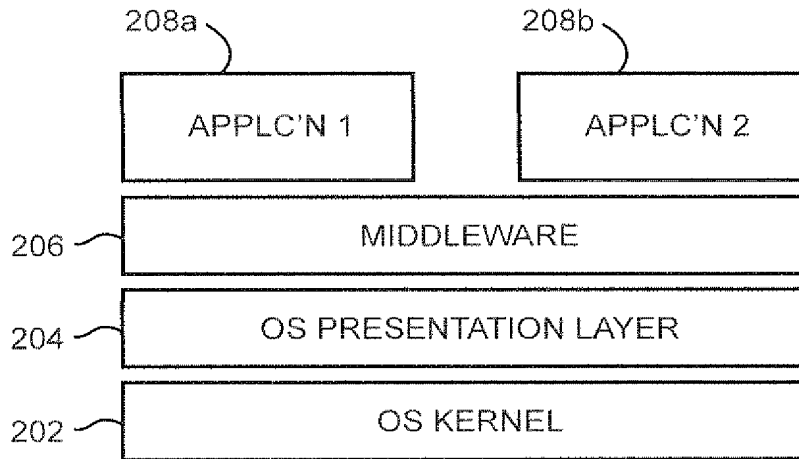 208a
208b
APPLC'N 1
APPLC'N 2
206
MIDDLEWARE
204
OS PRESENTATION LAYER
202
OS KERNEL